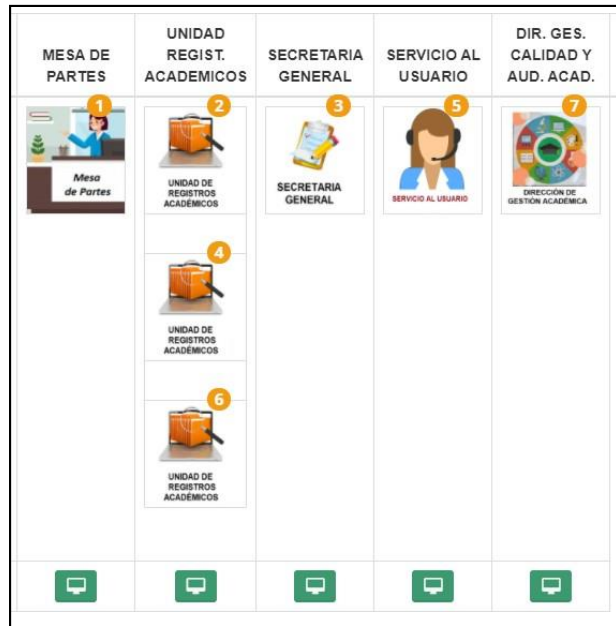 MESA DE
PARTES
UNIDAD
REGIST.
ACADEMICOS
SECRETARIA
GENERAL
SERVICIO AL
USUARIO
DIR. GES.
CALIDAD Y
AUD. ACAD.
1
Mesa
de Partes
2
UNIDAD DE
REGISTROS
ACADÉMICOS
3
SECRETARIA
GENERAL
5
SERVICIO AL USUARIO
7
DIRECCIÓN DE
GESTIÓN ACADÉMICA
4
UNIDAD DE
REGISTROS
ACADÉMICOS
6
UNIDAD DE
REGISTROS
ACADÉMICOS